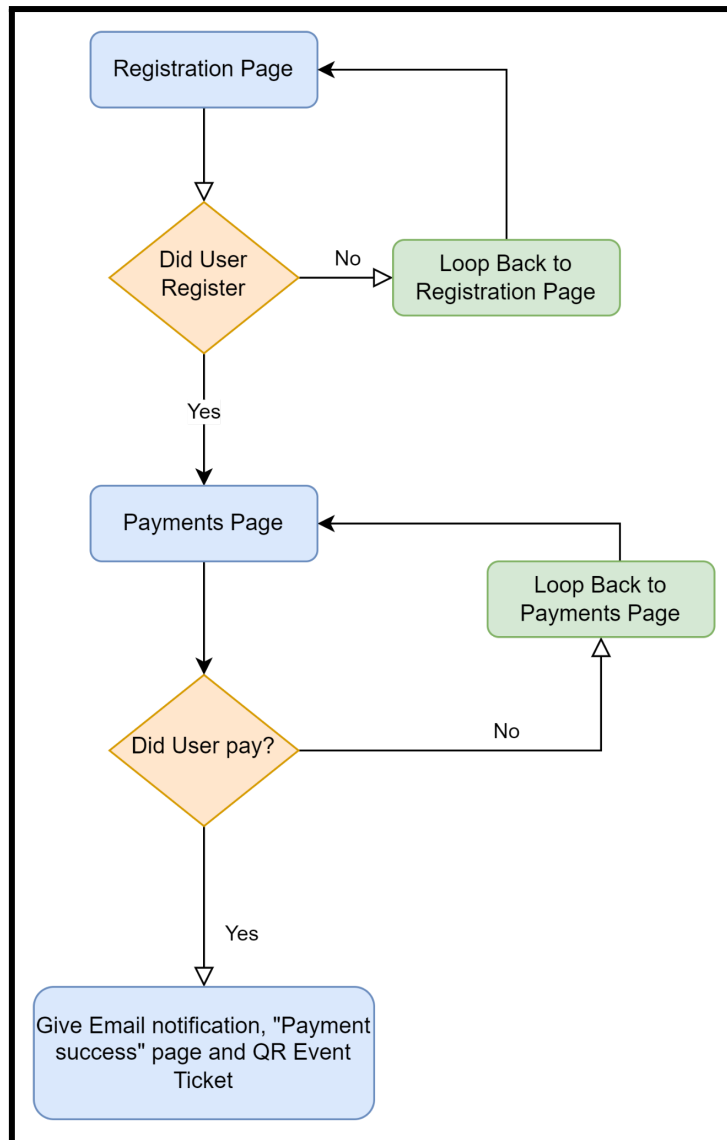 Registration Page
Did User
Register
No
Loop Back to
Registration Page
Yes
Payments Page
Loop Back to
Payments Page
Did User pay?
No
Yes
Give Email notification, "Payment
success" page and QR Event
Ticket